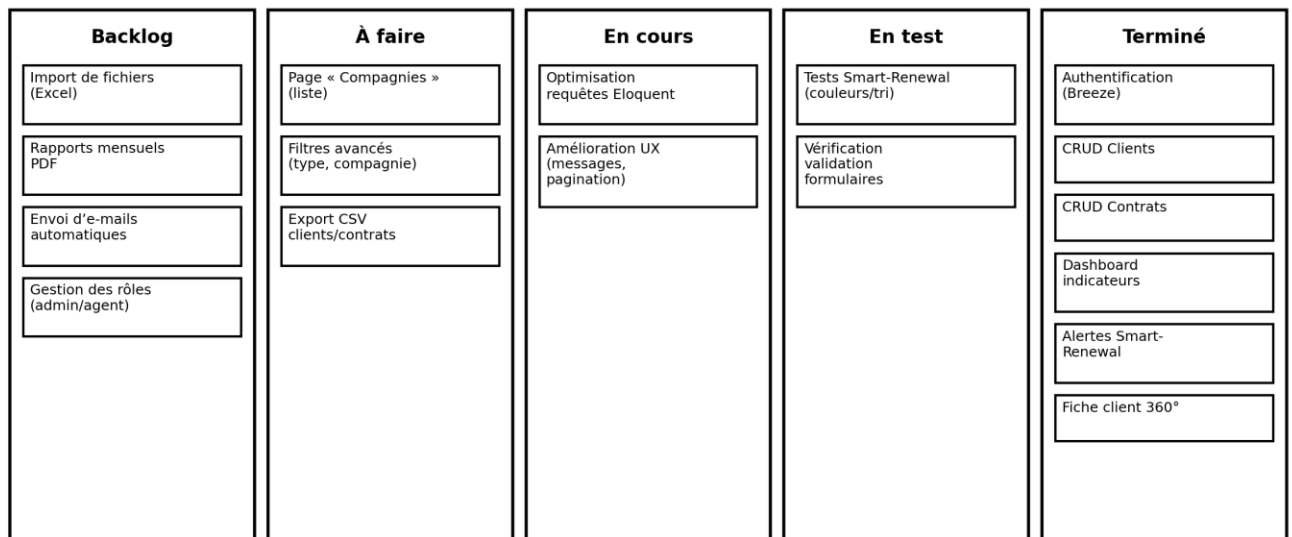 Backlog
Import de fichiers
(Excel)
Rapports mensuels
PDF
Envoi d’e-mails
automatiques
Gestion des rôles
(admin/agent)
À faire
Page « Compagnies »
(liste)
Filtres avancés
(type, compagnie)
Export CSV
clients/contrats
En cours
Optimisation
requêtes Eloquent
Amélioration UX
(messages,
pagination)
En test
Tests Smart-Renewal
(couleurs/tri)
Vérification
validation
formulaires
Terminé
Authentification
(Breeze)
CRUD Clients
CRUD Contrats
Dashboard
indicateurs
Alertes Smart-
Renewal
Fiche client 360°